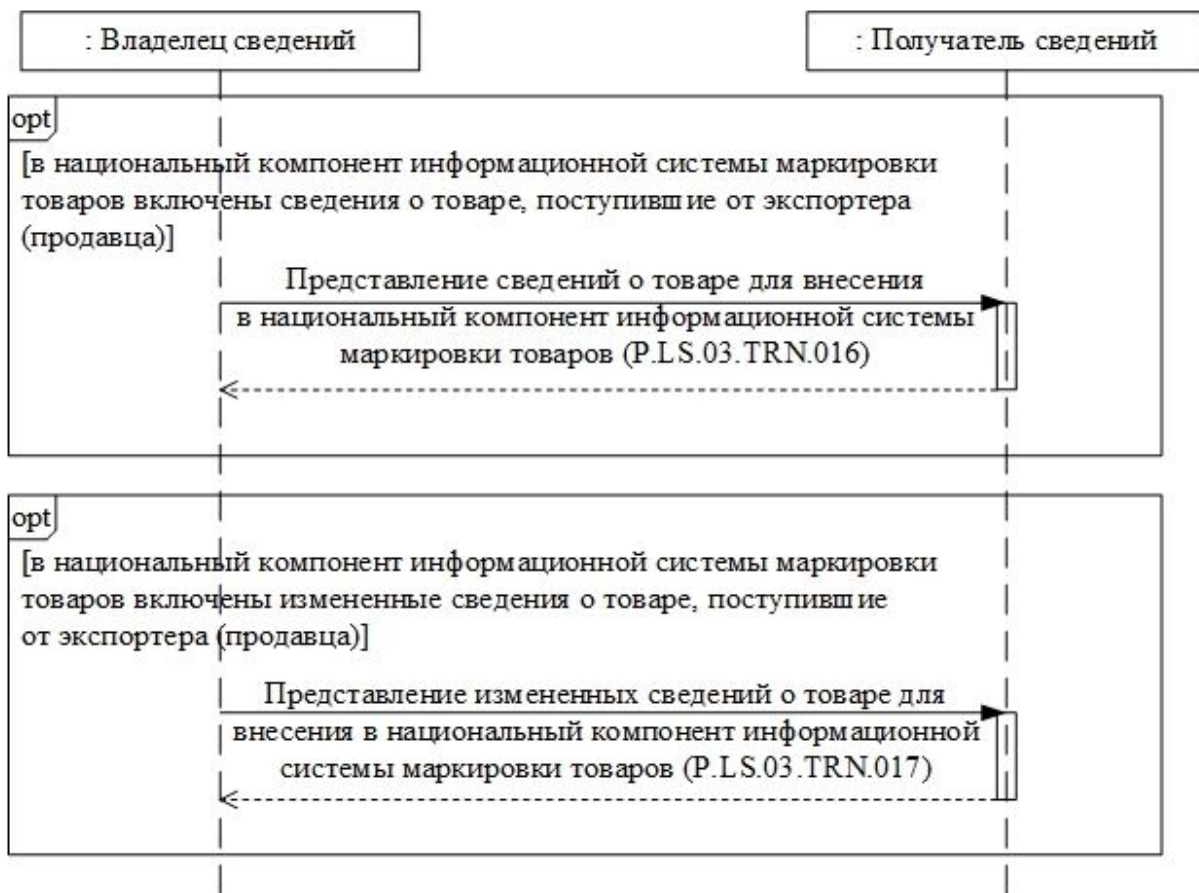 : Владелец сведений
: Получатель сведений
opt
[в национальный компонент информационной системы маркировки
товаров включены сведения о товаре, поступившие от экспортера
(продавца)]
Представление сведений о товаре для внесения
в национальный компонент информационной системы
маркировки товаров (P.LS.03.TRN.016)
opt
[в национальный компонент информационной системы маркировки
товаров включены измененные сведения о товаре, поступившие
от экспортера (продавца)]
Представление измененных сведений о товаре для
внесения в национальный компонент информационной
системы маркировки товаров (P.LS.03.TRN.017)